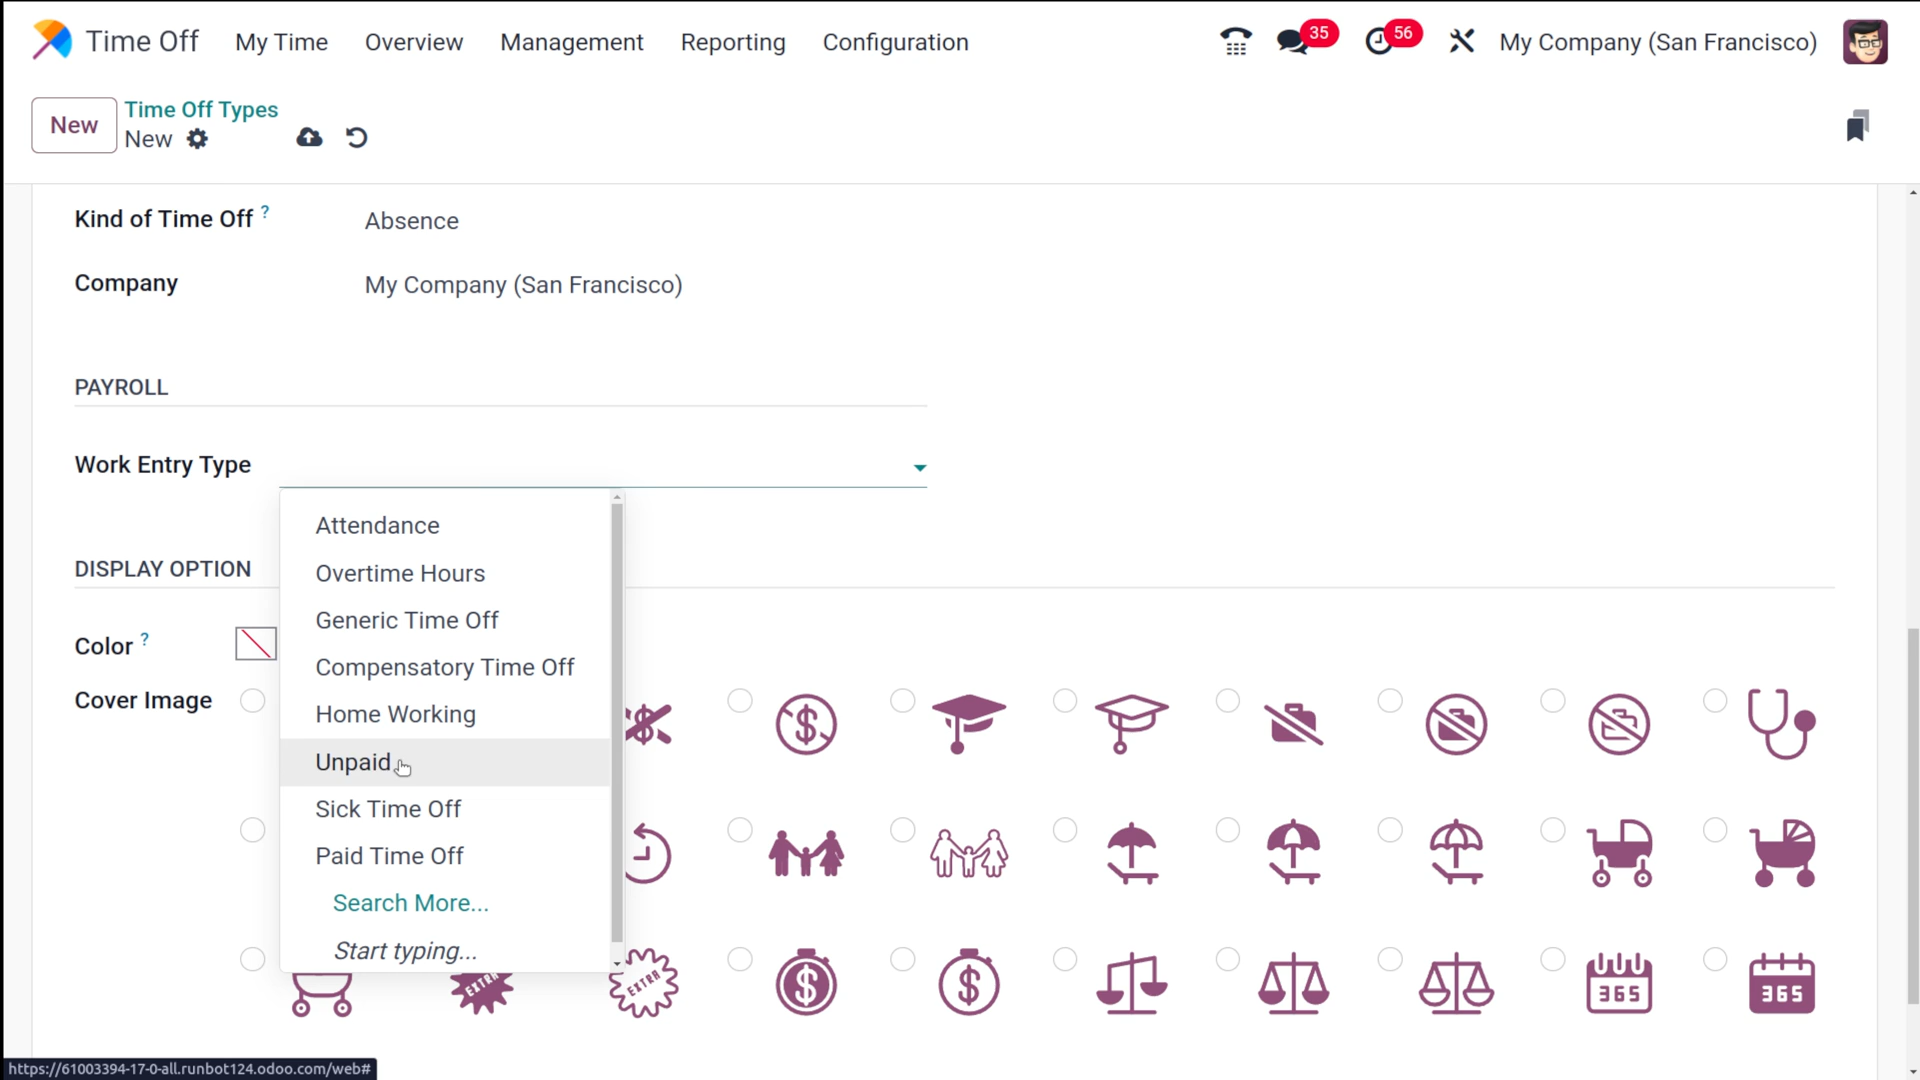 Time Off My Time Overview Management Reporting Configuration 35 56 My Company (San Francisco)
New Time Off Types
New
Kind of Time Off ? Absence
Company My Company (San Francisco)
PAYROLL
Work Entry Type
Attendance
Overtime Hours
Generic Time Off
Compensatory Time Off
Home Working
Unpaid
Sick Time Off
Paid Time Off
Search More...
Start typing...
DISPLAY OPTION
Color ?
Cover Image
EXTRA EXTRA 365 365
https://61003394-17-0-all.runbot124.odoo.com/web#